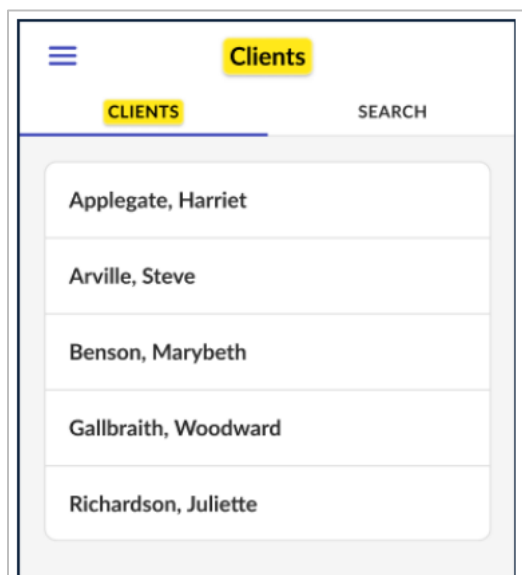 Clients
CLIENTS SEARCH
Applegate, Harriet
Arville, Steve
Benson, Marybeth
Gallbraith, Woodward
Richardson, Juliette